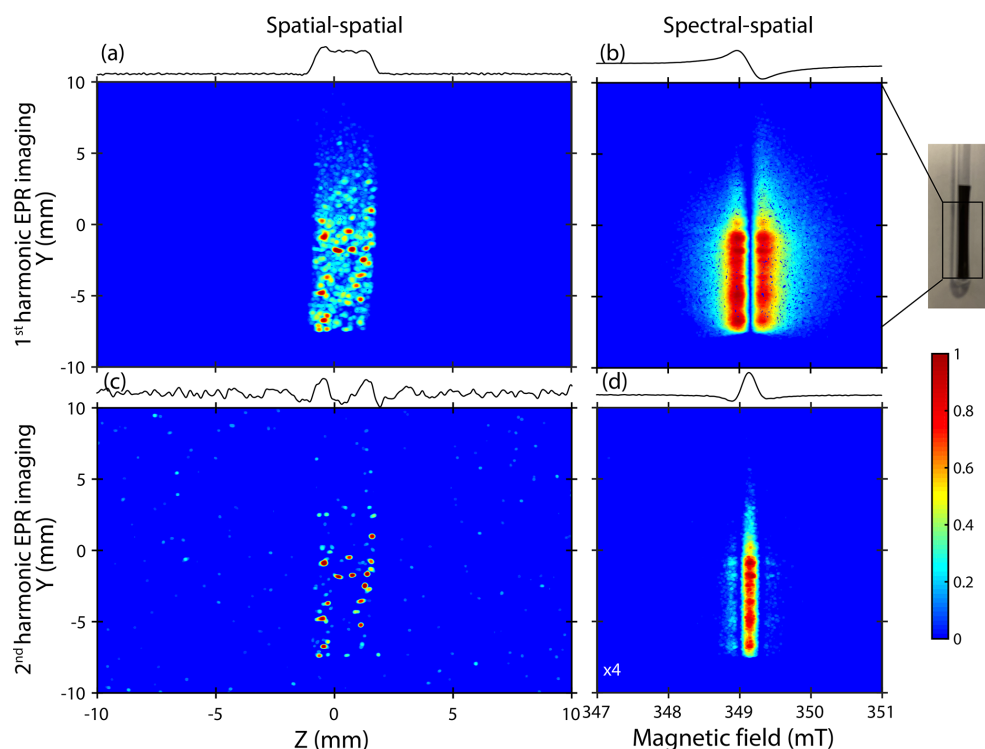 Spatial-spatial
Spectral-spatial
(a)
(b)
1st harmonic EPR imaging
Y (mm)
10
5
0
-5
-10
(c)
(d)
2nd harmonic EPR imaging
Y (mm)
10
5
0
-5
-10
x4
-10
-5
0
5
10
347
348
349
350
351
Z (mm)
Magnetic field (mT)
1
0.8
0.6
0.4
0.2
0